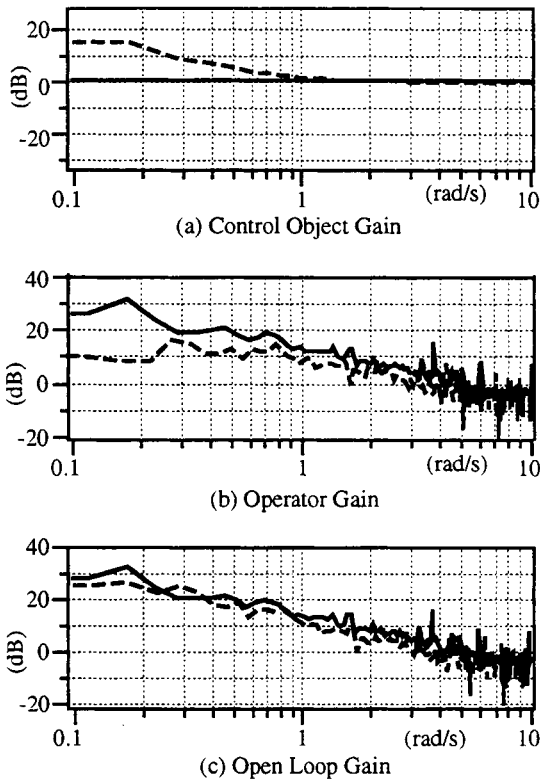 20
0
-20
(dB)
0.1
1
(rad/s)
10
(a) Control Object Gain
40
20
0
-20
(dB)
0.1
1
(rad/s)
10
(b) Operator Gain
40
20
0
-20
(dB)
0.1
1
(rad/s)
10
(c) Open Loop Gain